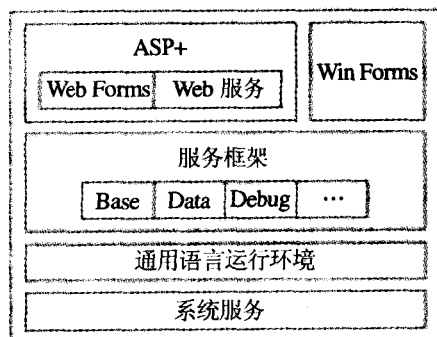 ASP+
Web Forms Web 服务
Win Forms
服务框架
Base Data Debug …
通用语言运行环境
系统服务